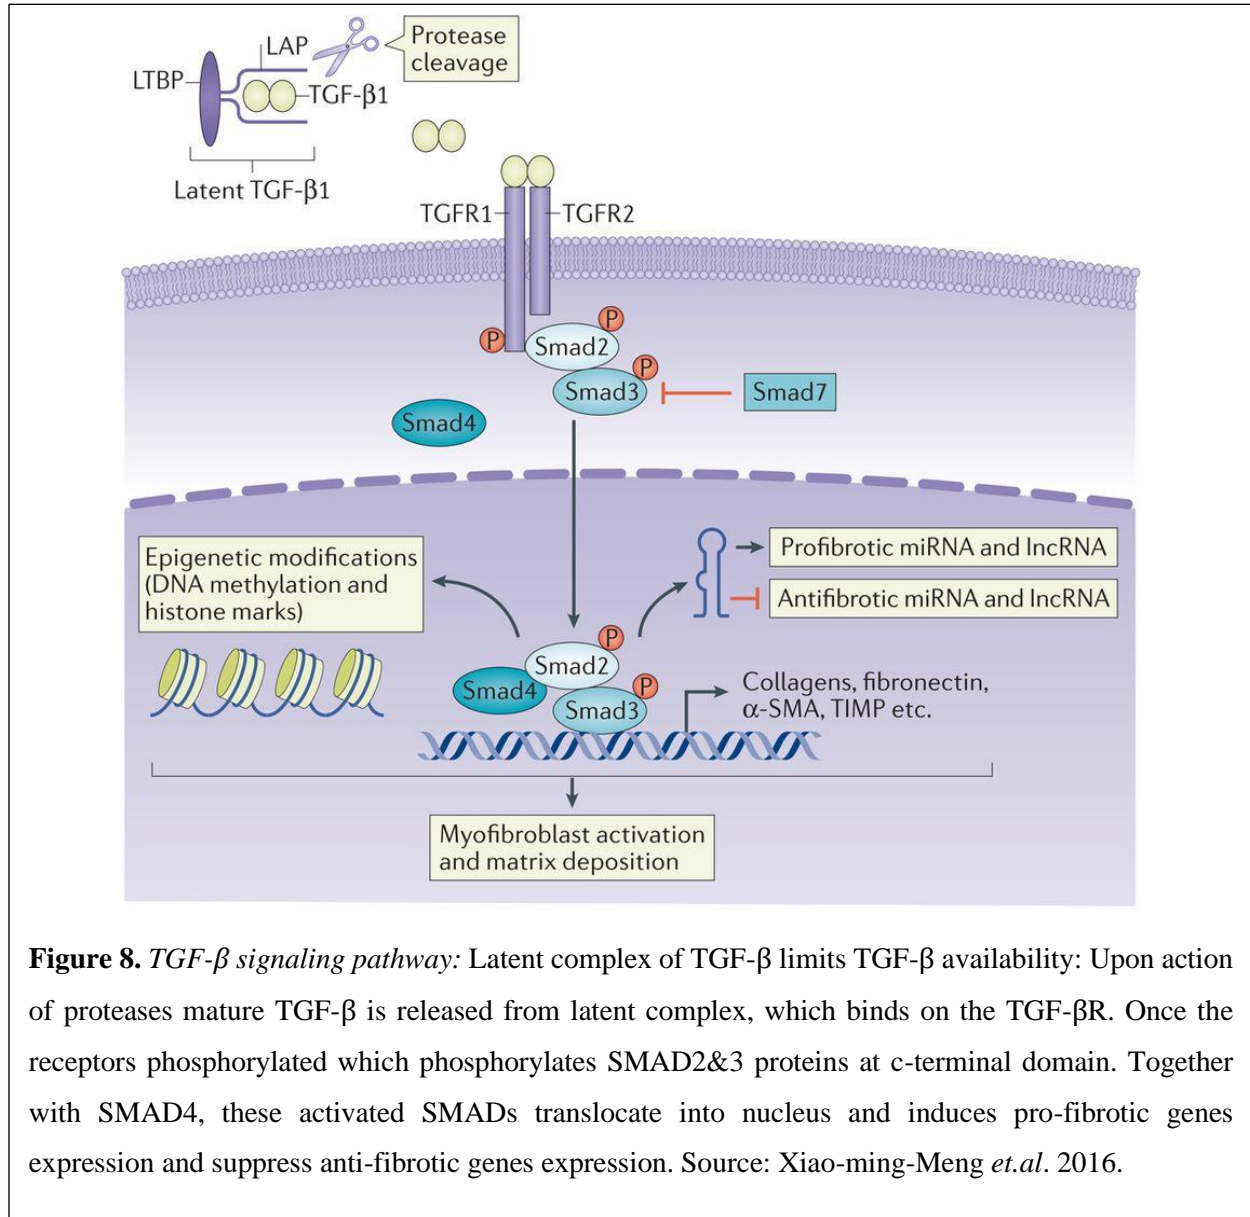 Protease
cleavage
LAP
LTBP
TGF-β1
Latent TGF-β1
TGFR1
TGFR2
P
P
Smad2
P
Smad3
Smad7
Smad4
Epigenetic modifications
(DNA methylation and
histone marks)
Profibrotic miRNA and lncRNA
Antifibrotic miRNA and lncRNA
P
Smad2
Smad4
P
Smad3
Collagens, fibronectin,
α-SMA, TIMP etc.
Myofibroblast activation
and matrix deposition
Figure 8. TGF-β signaling pathway: Latent complex of TGF-β limits TGF-β availability: Upon action
of proteases mature TGF-β is released from latent complex, which binds on the TGF-βR. Once the
receptors phosphorylated which phosphorylates SMAD2&3 proteins at c-terminal domain. Together
with SMAD4, these activated SMADs translocate into nucleus and induces pro-fibrotic genes
expression and suppress anti-fibrotic genes expression. Source: Xiao-ming-Meng et.al. 2016.